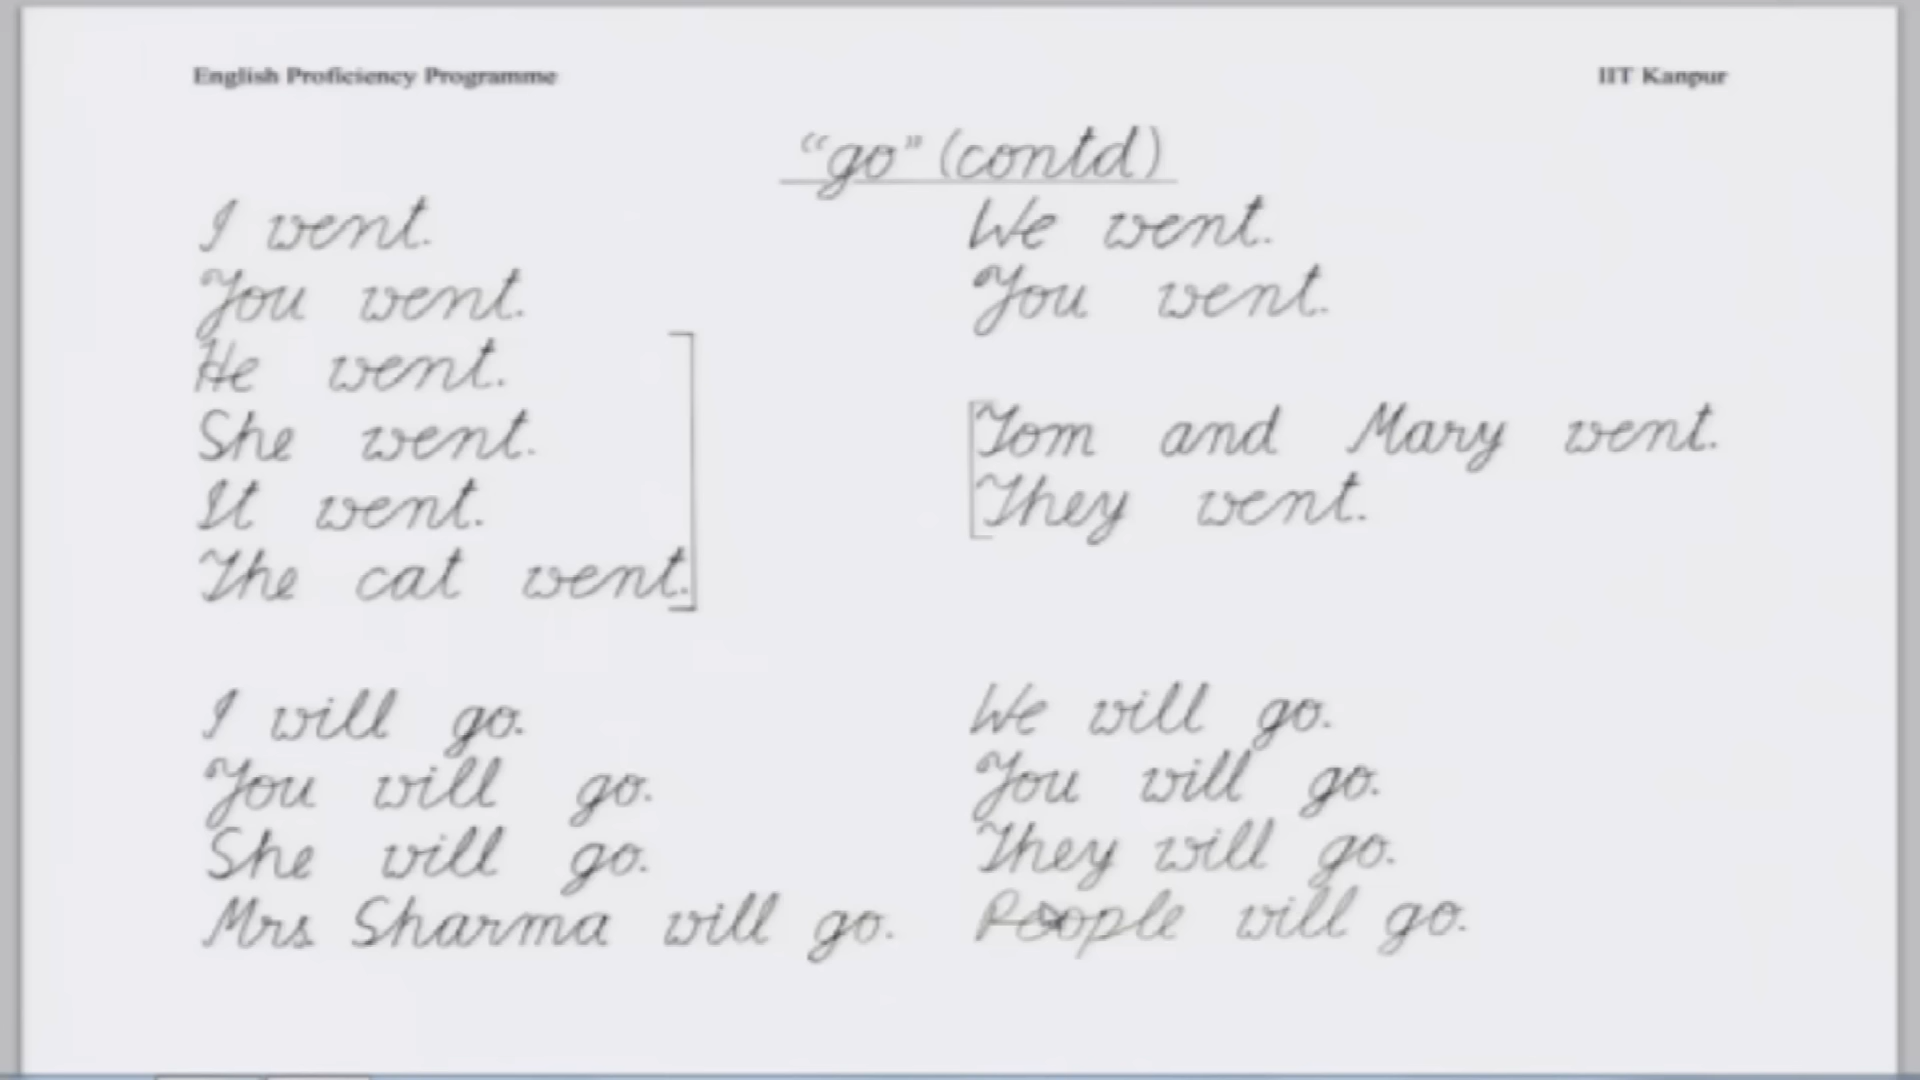 English Proficiency Programme
IIT Kanpur
"go" (contd)
I went.
You went.
He went.
She went.
It went.
The cat went.
We went.
You went.
Tom and Mary went.
They went.
I will go.
You will go.
She will go.
Mrs Sharma will go.
We will go.
You will go.
They will go.
People will go.